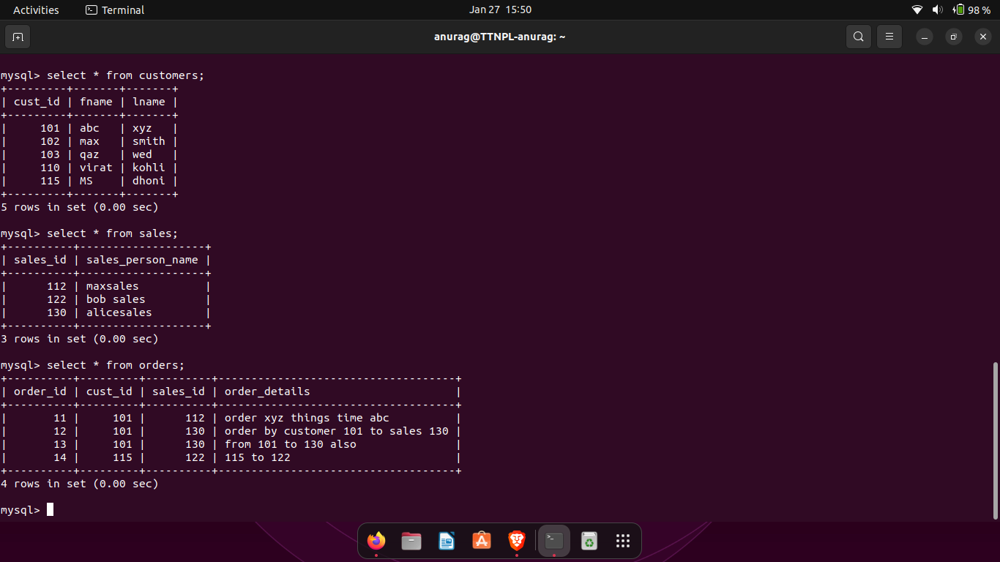 Activities Terminal Jan 27 15:50 98 %
anurag@TTNPL-anurag: ~
mysql> select * from customers;
+---------+-------+-------+
| cust_id | fname | lname |
+---------+-------+-------+
|     101 | abc   | xyz   |
|     102 | max   | smith |
|     103 | qaz   | wed   |
|     110 | virat | kohli |
|     115 | MS    | dhoni |
+---------+-------+-------+
5 rows in set (0.00 sec)
mysql> select * from sales;
+----------+-------------------+
| sales_id | sales_person_name |
+----------+-------------------+
|      112 | maxsales          |
|      122 | bob sales         |
|      130 | alicesales        |
+----------+-------------------+
3 rows in set (0.00 sec)
mysql> select * from orders;
+----------+---------+----------+------------------------------------+
| order_id | cust_id | sales_id | order_details                      |
+----------+---------+----------+------------------------------------+
|       11 |     101 |      112 | order xyz things time abc          |
|       12 |     101 |      130 | order by customer 101 to sales 130 |
|       13 |     101 |      130 | from 101 to 130 also               |
|       14 |     115 |      122 | 115 to 122                         |
+----------+---------+----------+------------------------------------+
4 rows in set (0.00 sec)
mysql>